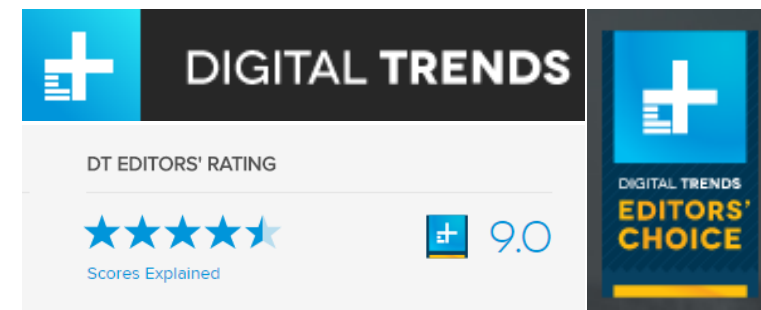 DIGITAL TRENDS
DT EDITORS' RATING
9.0
Scores Explained
DIGITAL TRENDS
EDITORS'
CHOICE